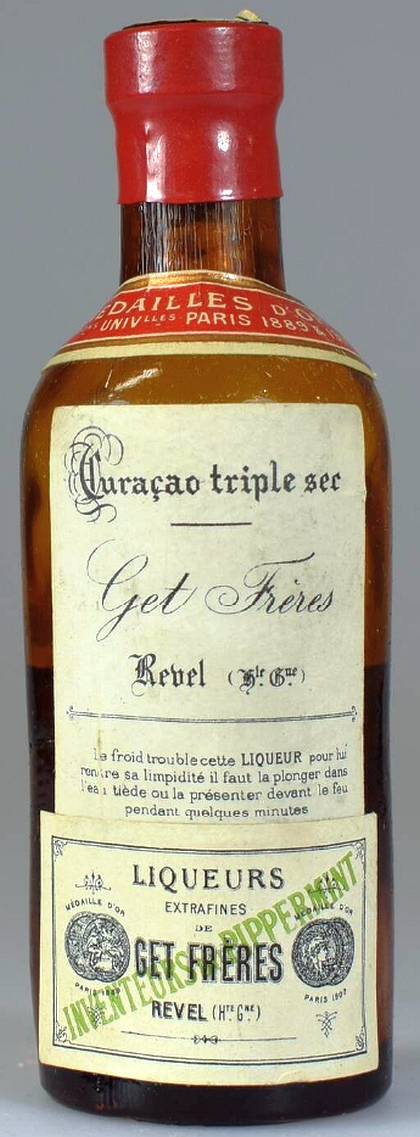 MÉDAILLES D'OR
UNIVLLES PARIS 1889 &
Curaçao triple sec
Get Frères
Revel (Hte Gne)
Le froid trouble cette LIQUEUR pour lui
rendre sa limpidité il faut la plonger dans
l'eau tiède ou la présenter devant le feu
pendant quelques minutes
LIQUEURS
EXTRAFINES
DE
GET FRÈRES
REVEL (HTE GNE)
MÉDAILLE D'OR
PARIS 1889
MÉDAILLE D'OR
PARIS 1900
INVENTEURS DU PIPPERMINT